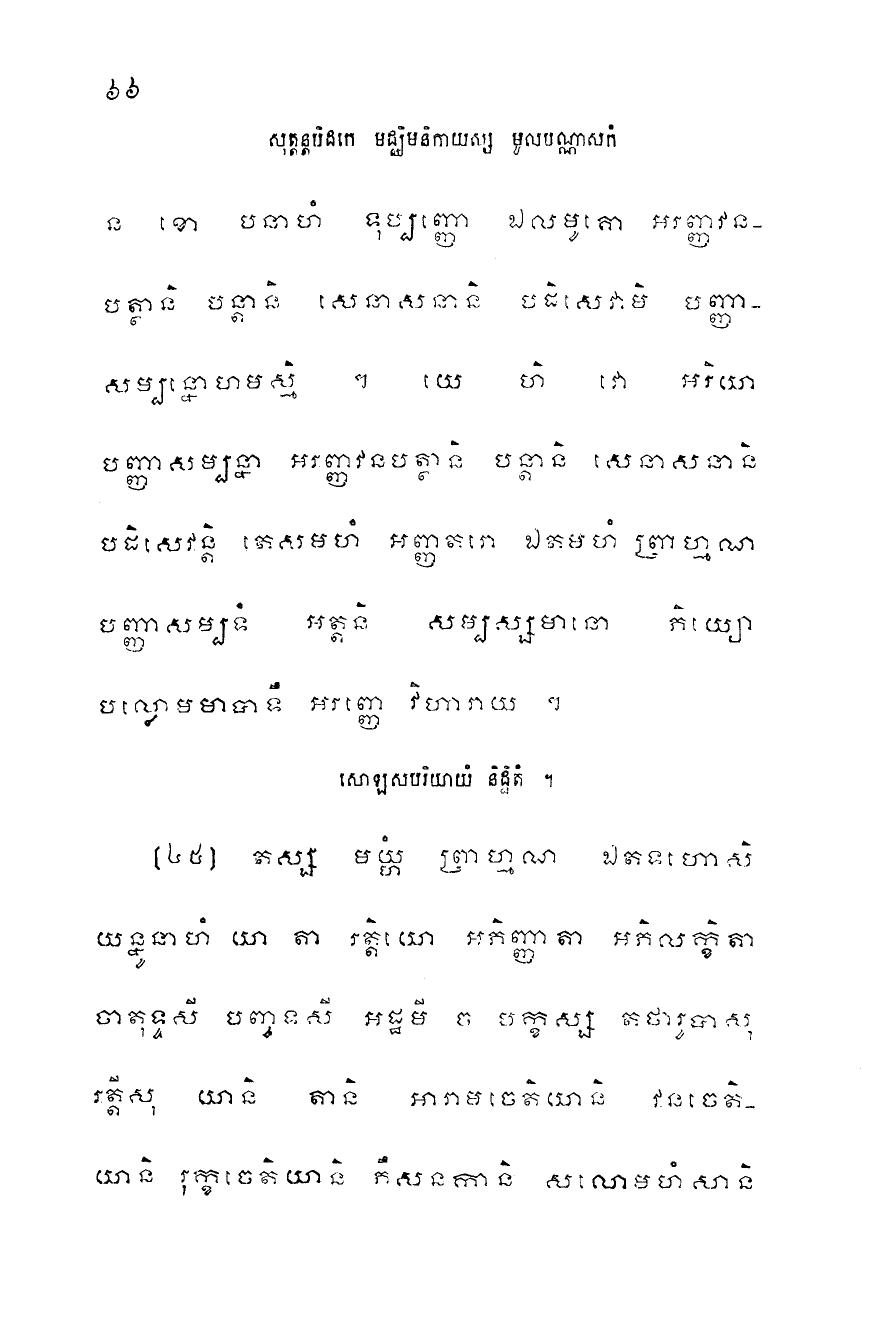 ៦៦
សុត្តន្តបិដកេ មជ្ឈិមនិកាយស្ស មូលបណ្ណាសកំ
ន ខោ បនាហំ ទុប្បញ្ញោ ឯលមូគោ អរញ្ញវន-
បត្ថានិ បន្តានិ សេនាសនានិ បដិសេវាមិ បញ្ញា-
សម្បន្នោហមស្មិ ។ យេ ហិ វោ អរិយា
បញ្ញាសម្បន្នា អរញ្ញវនបត្ថានិ បន្តានិ សេនាសនានិ
បដិសេវន្តិ តេសមហំ អញ្ញតរោ ឯតមហំ ព្រាហ្មណ
បញ្ញាសម្បទំ អត្តនិ សម្បស្សមានោ ភិយ្យោ
បល្លោមមាបាទឹ អរញ្ញេ វិហារាយ ។
សោឡសបរិយាយំ និដ្ឋិតំ ។
(៤៥) តស្ស មយ្ហំ ព្រាហ្មណ ឯតទហោសិ
យន្នូនាហំ យា តា រត្តិយោ អភិញ្ញាតា អភិលក្ខិតា
ចាតុទ្ទសី បញ្ចទសី អដ្ឋមី ច បក្ខស្ស តថារូបាសុ
រត្តីសុ យានិ តានិ អារាមចេតិយានិ វនចេតិ-
យានិ រុក្ខចេតិយានិ ភឹសនកានិ សលោមហំសានិ